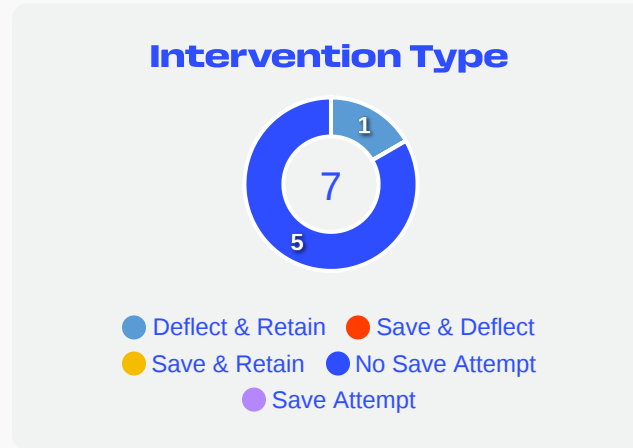 Intervention Type
1
7
5
Deflect & Retain Save & Deflect
Save & Retain No Save Attempt
Save Attempt